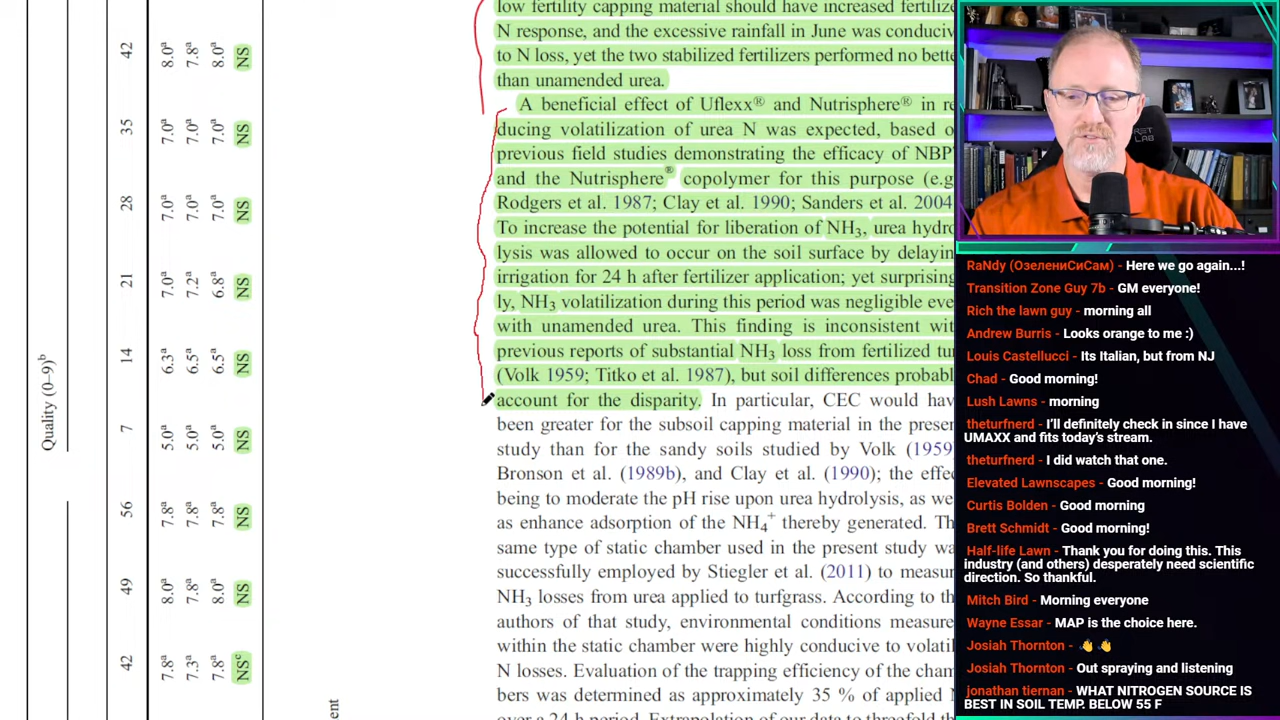 low fertility capping material should have increased fertilize
N response, and the excessive rainfall in June was conduciv
to N loss, yet the two stabilized fertilizers performed no bette
than unamended urea.
A beneficial effect of Uflexx® and Nutrisphere® in re
ducing volatilization of urea N was expected, based o
previous field studies demonstrating the efficacy of NBP
and the Nutrisphere® copolymer for this purpose (e.g
Rodgers et al. 1987; Clay et al. 1990; Sanders et al. 2004
To increase the potential for liberation of NH3, urea hydro
lysis was allowed to occur on the soil surface by delayin
irrigation for 24 h after fertilizer application; yet surprising
ly, NH3 volatilization during this period was negligible eve
with unamended urea. This finding is inconsistent wit
previous reports of substantial NH3 loss from fertilized tu
(Volk 1959; Titko et al. 1987), but soil differences probabl
account for the disparity. In particular, CEC would hav
been greater for the subsoil capping material in the presen
study than for the sandy soils studied by Volk (1959
Bronson et al. (1989b), and Clay et al. (1990); the effec
being to moderate the pH rise upon urea hydrolysis, as we
as enhance adsorption of the NH4+ thereby generated. Th
same type of static chamber used in the present study wa
successfully employed by Stiegler et al. (2011) to measur
NH3 losses from urea applied to turfgrass. According to th
authors of that study, environmental conditions measure
within the static chamber were highly conducive to volatil
N losses. Evaluation of the trapping efficiency of the cham
bers was determined as approximately 35 % of applied N
over a 24 h period. Extrapolation of our data to threefold th
Quality (0–9)b
42 8.0a 7.8a 8.0a NS
35 7.0a 7.0a 7.0a NS
28 7.0a 7.0a 7.0a NS
21 7.0a 7.2a 6.8a NS
14 6.3a 6.5a 6.5a NS
7 5.0a 5.0a 5.0a NS
56 7.8a 7.8a 7.8a NS
49 8.0a 7.8a 8.0a NS
42 7.8a 7.3a 7.8a NSc
ent
RaNdy (ОзелениСиСам) - Here we go again...!
Transition Zone Guy 7b - GM everyone!
Rich the lawn guy - morning all
Andrew Burris - Looks orange to me :)
Louis Castellucci - Its Italian, but from NJ
Chad - Good morning!
Lush Lawns - morning
theturfnerd - I'll definitely check in since I have
UMAXX and fits today's stream.
theturfnerd - I did watch that one.
Elevated Lawnscapes - Good morning!
Curtis Bolden - Good morning
Brett Schmidt - Good morning!
Half-life Lawn - Thank you for doing this. This
industry (and others) desperately need scientific
direction. So thankful.
Mitch Bird - Morning everyone
Wayne Essar - MAP is the choice here.
Josiah Thornton - 👋 👋
Josiah Thornton - Out spraying and listening
jonathan tiernan - WHAT NITROGEN SOURCE IS
BEST IN SOIL TEMP. BELOW 55 F